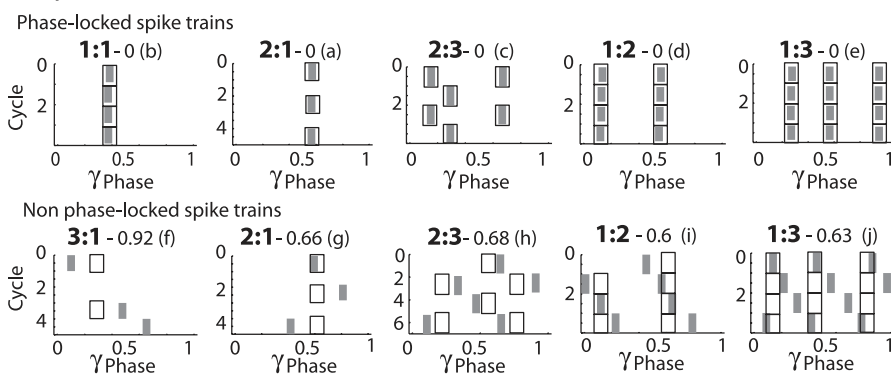 Phase-locked spike trains
1:1 - 0 (b) 2:1 - 0 (a) 2:3 - 0 (c) 1:2 - 0 (d) 1:3 - 0 (e)
Cycle
0 0 0 0 0
2 2 2 2 2
4
0 0.5 1 0 0.5 1 0 0.5 1 0 0.5 1 0 0.5 1
γ Phase γ Phase γ Phase γ Phase γ Phase
Non phase-locked spike trains
3:1 - 0.92 (f) 2:1 - 0.66 (g) 2:3 - 0.68 (h) 1:2 - 0.6 (i) 1:3 - 0.63 (j)
Cycle
0 0 0 0 0
2 2 2 2 2
4 4 4 4 4
6
0 0.5 1 0 0.5 1 0 0.5 1 0 0.5 1 0 0.5 1
γ Phase γ Phase γ Phase γ Phase γ Phase